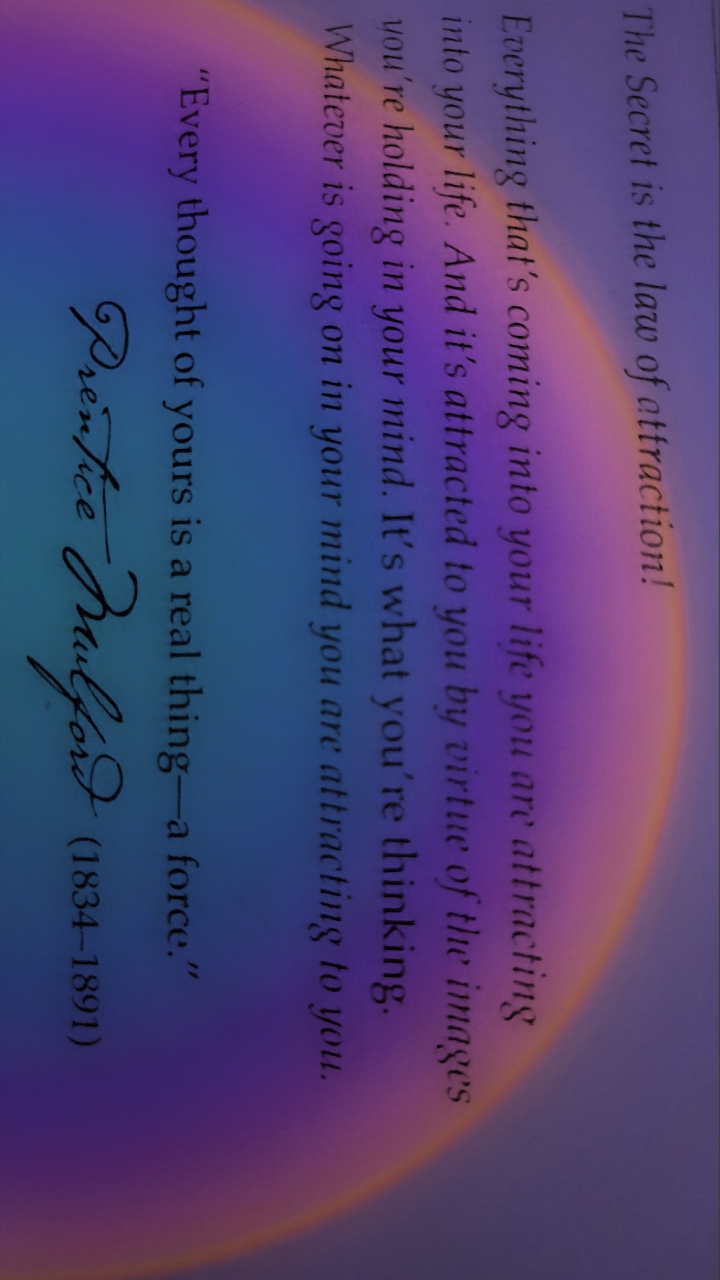 The Secret is the law of attraction!
Everything that's coming into your life you are attracting
into your life. And it's attracted to you by virtue of the images
you're holding in your mind. It's what you're thinking.
Whatever is going on in your mind you are attracting to you.
"Every thought of yours is a real thing—a force."
Prentice Mulford (1834–1891)